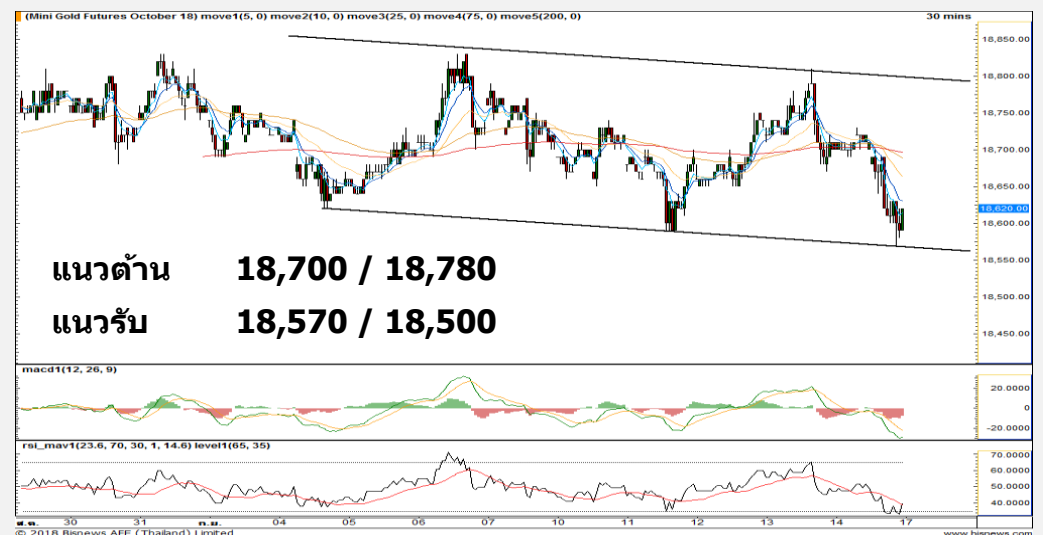 (Mini Gold Futures October 18) move1(5, 0) move2(10, 0) move3(25, 0) move4(75, 0) move5(200, 0) 30 mins
18,850.00
18,800.00
18,750.00
18,700.00
18,650.00
18,620.00
18,600.00
18,550.00
18,500.00
18,450.00
แนวต้าน 18,700 / 18,780
แนวรับ 18,570 / 18,500
macd1(12, 26, 9)
20.0000
0
-20.0000
rsi_mav1(23.6, 70, 30, 1, 14.6) level1(65, 35)
70.0000
60.0000
50.0000
40.0000
ส.ค. 30 31 ก.ย. 04 05 06 07 10 11 12 13 14 17
© 2018 Bisnews AFE (Thailand) Limited www.bisnews.com